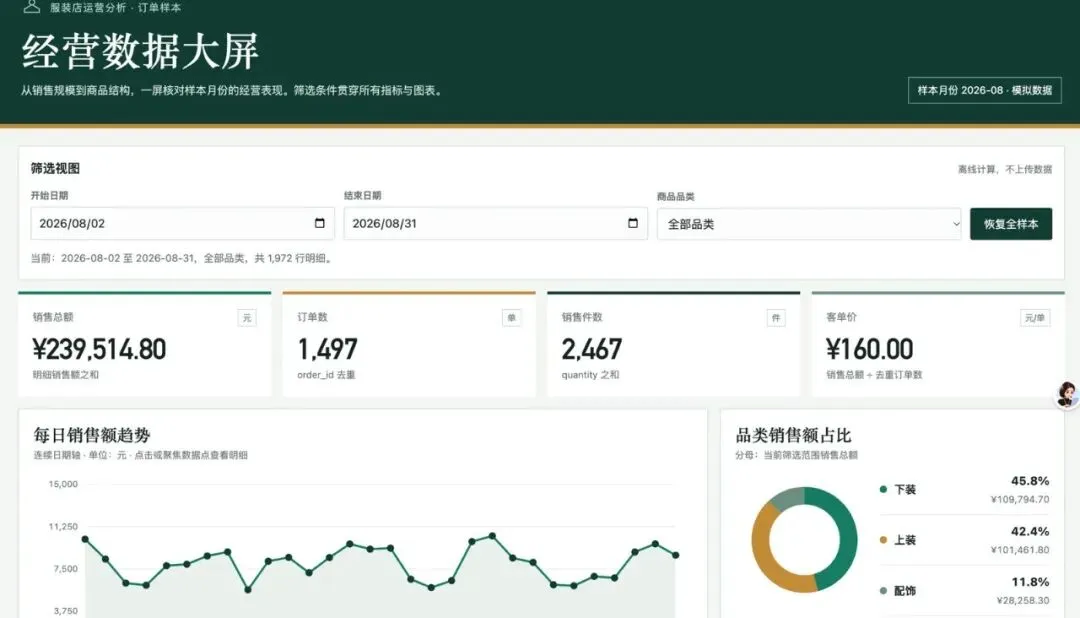 服装店运营分析 · 订单样本
经营数据大屏
从销售规模到商品结构，一屏核对样本月份的经营表现。筛选条件贯穿所有指标与图表。
样本月份 2026-08 · 模拟数据
筛选视图
离线计算，不上传数据
开始日期
结束日期
商品品类
2026/08/02
2026/08/31
全部品类
恢复全样本
当前：2026-08-02 至 2026-08-31，全部品类，共 1,972 行明细。
销售总额
元
¥239,514.80
明细销售额之和
订单数
单
1,497
order_id 去重
销售件数
件
2,467
quantity 之和
客单价
元/单
¥160.00
销售总额 ÷ 去重订单数
每日销售额趋势
连续日期轴 · 单位：元 · 点击或聚焦数据点查看明细
15,000
11,250
7,500
3,750
品类销售额占比
分母：当前筛选范围销售总额
下装
45.8%
¥109,794.70
上装
42.4%
¥101,461.80
配饰
11.8%
¥28,258.30